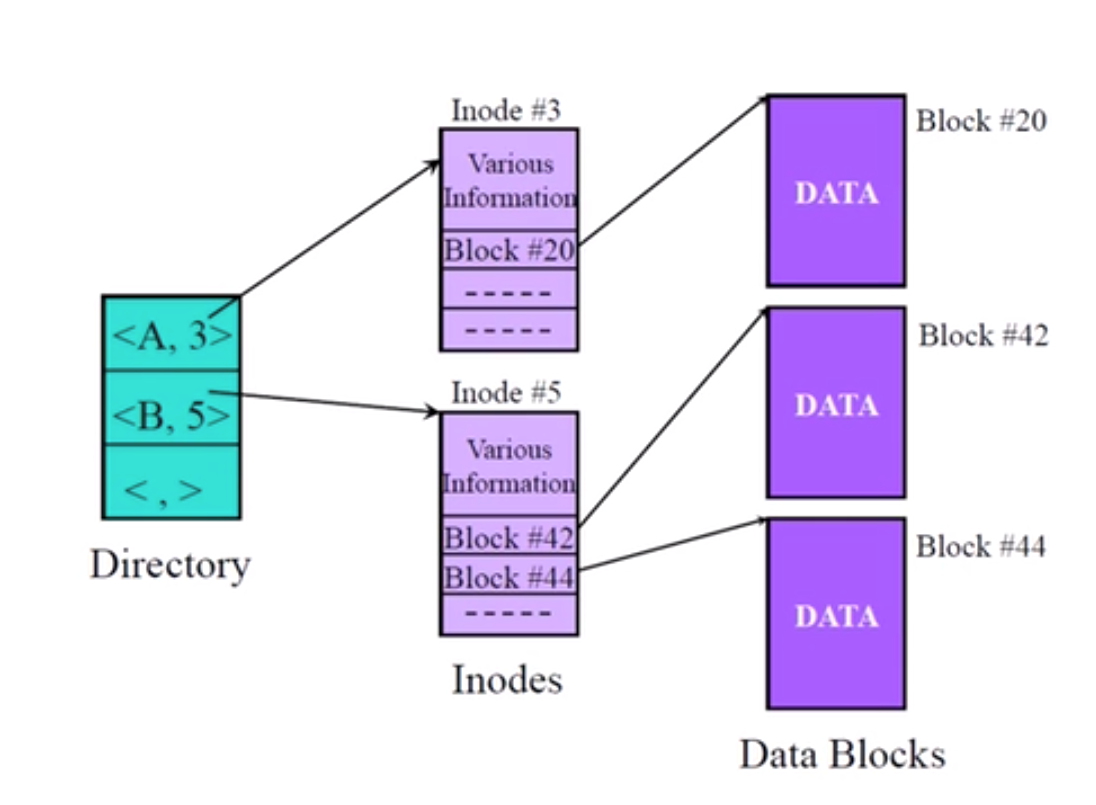 <A, 3>
<B, 5>
< , >
Directory
Inode #3
Various
Information
Block #20
-----
-----
Inode #5
Various
Information
Block #42
Block #44
-----
Inodes
DATA
Block #20
DATA
Block #42
DATA
Block #44
Data Blocks